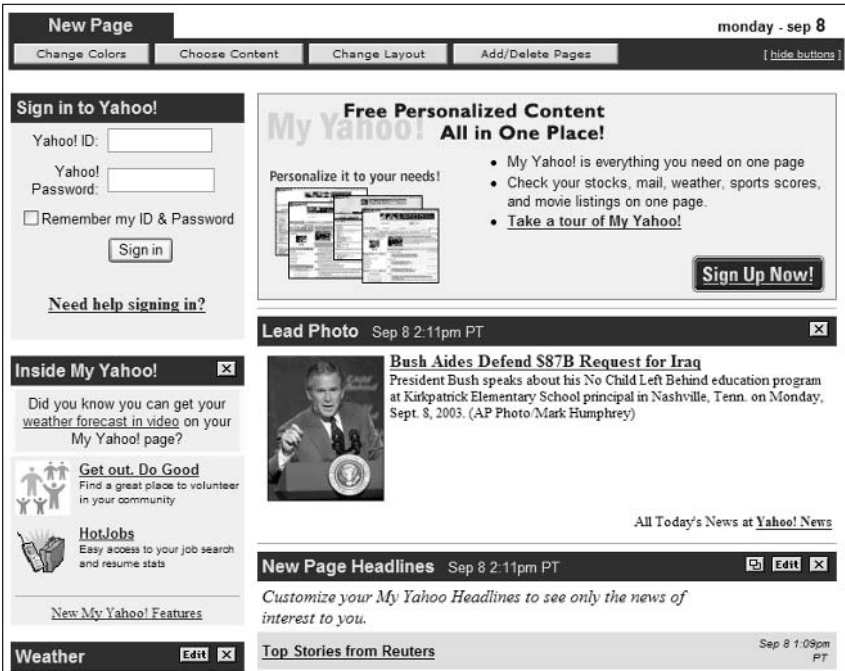 New Page
monday - sep 8
Change Colors
Choose Content
Change Layout
Add/Delete Pages
[ hide buttons ]
Sign in to Yahoo!
Yahoo! ID:
Yahoo!
Password:
Remember my ID & Password
Sign in
Need help signing in?
My Yahoo!
Free Personalized Content
All in One Place!
Personalize it to your needs!
• My Yahoo! is everything you need on one page
• Check your stocks, mail, weather, sports scores,
and movie listings on one page.
• Take a tour of My Yahoo!
Sign Up Now!
Inside My Yahoo!
Did you know you can get your
weather forecast in video on your
My Yahoo! page?
Get out. Do Good
Find a great place to volunteer
in your community
HotJobs
Easy access to your job search
and resume stats
New My Yahoo! Features
Weather
Edit
Lead Photo Sep 8 2:11pm PT
Bush Aides Defend $87B Request for Iraq
President Bush speaks about his No Child Left Behind education program
at Kirkpatrick Elementary School principal in Nashville, Tenn. on Monday,
Sept. 8, 2003. (AP Photo/Mark Humphrey)
All Today's News at Yahoo! News
New Page Headlines Sep 8 2:11pm PT
Edit
Customize your My Yahoo Headlines to see only the news of
interest to you.
Top Stories from Reuters
Sep 8 1:09pm
PT